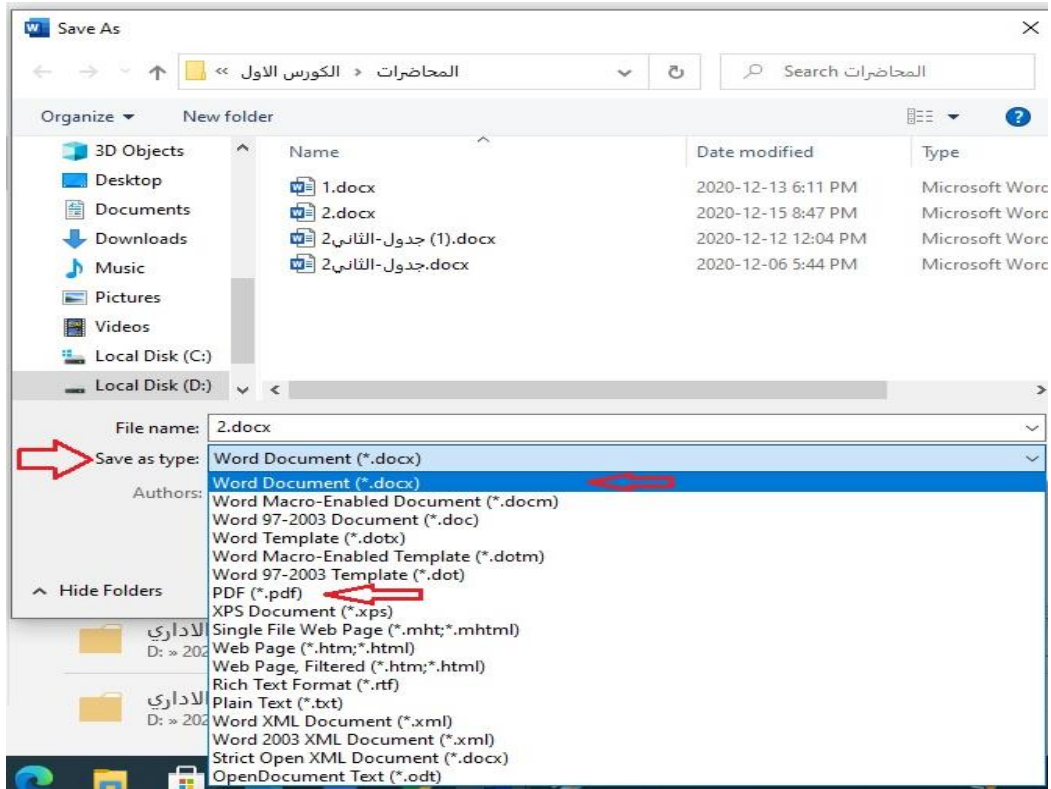 Save As
المحاضرات › الكورس الاول »
Search المحاضرات
Organize
New folder
3D Objects
Desktop
Documents
Downloads
Music
Pictures
Videos
Local Disk (C:)
Local Disk (D:)
Name Date modified Type
1.docx 2020-12-13 6:11 PM Microsoft Word
2.docx 2020-12-15 8:47 PM Microsoft Word
جدول-الثاني2 (1).docx 2020-12-12 12:04 PM Microsoft Word
جدول-الثاني2.docx 2020-12-06 5:44 PM Microsoft Word
File name: 2.docx
Save as type: Word Document (*.docx)
Authors:
Word Document (*.docx)
Word Macro-Enabled Document (*.docm)
Word 97-2003 Document (*.doc)
Word Template (*.dotx)
Word Macro-Enabled Template (*.dotm)
Word 97-2003 Template (*.dot)
PDF (*.pdf)
XPS Document (*.xps)
Single File Web Page (*.mht;*.mhtml)
Web Page (*.htm;*.html)
Web Page, Filtered (*.htm;*.html)
Rich Text Format (*.rtf)
Plain Text (*.txt)
Word XML Document (*.xml)
Word 2003 XML Document (*.xml)
Strict Open XML Document (*.docx)
OpenDocument Text (*.odt)
Hide Folders
الاداري
D: » 202
الاداري
D: » 202